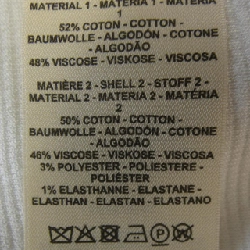 MATERIAL 1 - MATERIA 1 - MATÉRIA
1
52% COTON - COTTON -
BAUMWOLLE - ALGODÓN - COTONE
- ALGODÃO
48% VISCOSE - VISKOSE - VISCOSA
MATIÈRE 2 - SHELL 2 - STOFF 2 -
MATERIAL 2 - MATERIA 2 - MATÉRIA
2
50% COTON - COTTON -
BAUMWOLLE - ALGODÓN - COTONE
- ALGODÃO
46% VISCOSE - VISKOSE - VISCOSA
3% POLYESTER - POLIESTERE -
POLIÉSTER
1% ELASTHANNE - ELASTANE -
ELASTHAN - ELASTAN - ELASTANO